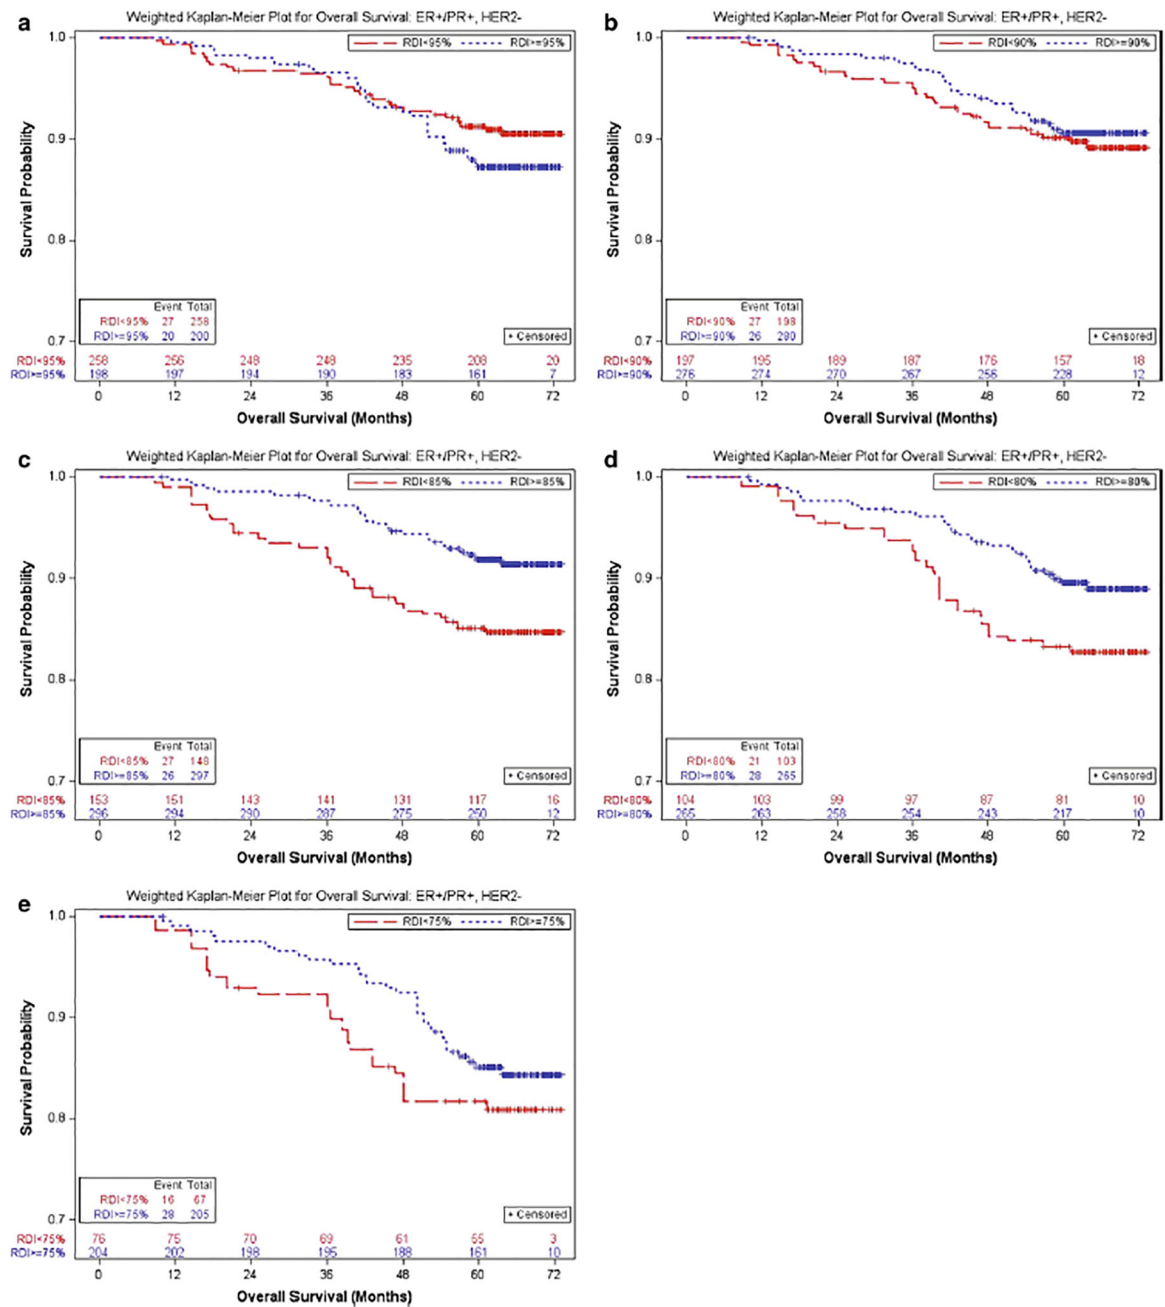 a
Weighted Kaplan-Meier Plot for Overall Survival: ER+/PR+, HER2-
RDI<95% RDI>=95%
1.0
0.9
0.8
0.7
Survival Probability
Event Total
RDI<95% 27 258
RDI>=95% 20 200
+ Censored
RDI<95% 258 256 248 248 235 208 20
RDI>=95% 198 197 194 190 183 161 7
0 12 24 36 48 60 72
Overall Survival (Months)
b
Weighted Kaplan-Meier Plot for Overall Survival: ER+/PR+, HER2-
RDI<90% RDI>=90%
1.0
0.9
0.8
0.7
Survival Probability
Event Total
RDI<90% 27 198
RDI>=90% 26 280
+ Censored
RDI<90% 197 195 189 187 176 157 18
RDI>=90% 276 274 270 267 256 228 12
0 12 24 36 48 60 72
Overall Survival (Months)
c
Weighted Kaplan-Meier Plot for Overall Survival: ER+/PR+, HER2-
RDI<85% RDI>=85%
1.0
0.9
0.8
0.7
Survival Probability
Event Total
RDI<85% 27 148
RDI>=85% 26 297
+ Censored
RDI<85% 153 151 143 141 131 117 16
RDI>=85% 296 294 290 287 275 250 12
0 12 24 36 48 60 72
Overall Survival (Months)
d
Weighted Kaplan-Meier Plot for Overall Survival: ER+/PR+, HER2-
RDI<80% RDI>=80%
1.0
0.9
0.8
0.7
Survival Probability
Event Total
RDI<80% 21 103
RDI>=80% 28 265
+ Censored
RDI<80% 104 103 99 97 87 81 10
RDI>=80% 265 263 258 254 243 217 10
0 12 24 36 48 60 72
Overall Survival (Months)
e
Weighted Kaplan-Meier Plot for Overall Survival: ER+/PR+, HER2-
RDI<75% RDI>=75%
1.0
0.9
0.8
0.7
Survival Probability
Event Total
RDI<75% 16 67
RDI>=75% 28 205
+ Censored
RDI<75% 76 75 70 69 61 55 3
RDI>=75% 204 202 198 195 188 161 10
0 12 24 36 48 60 72
Overall Survival (Months)